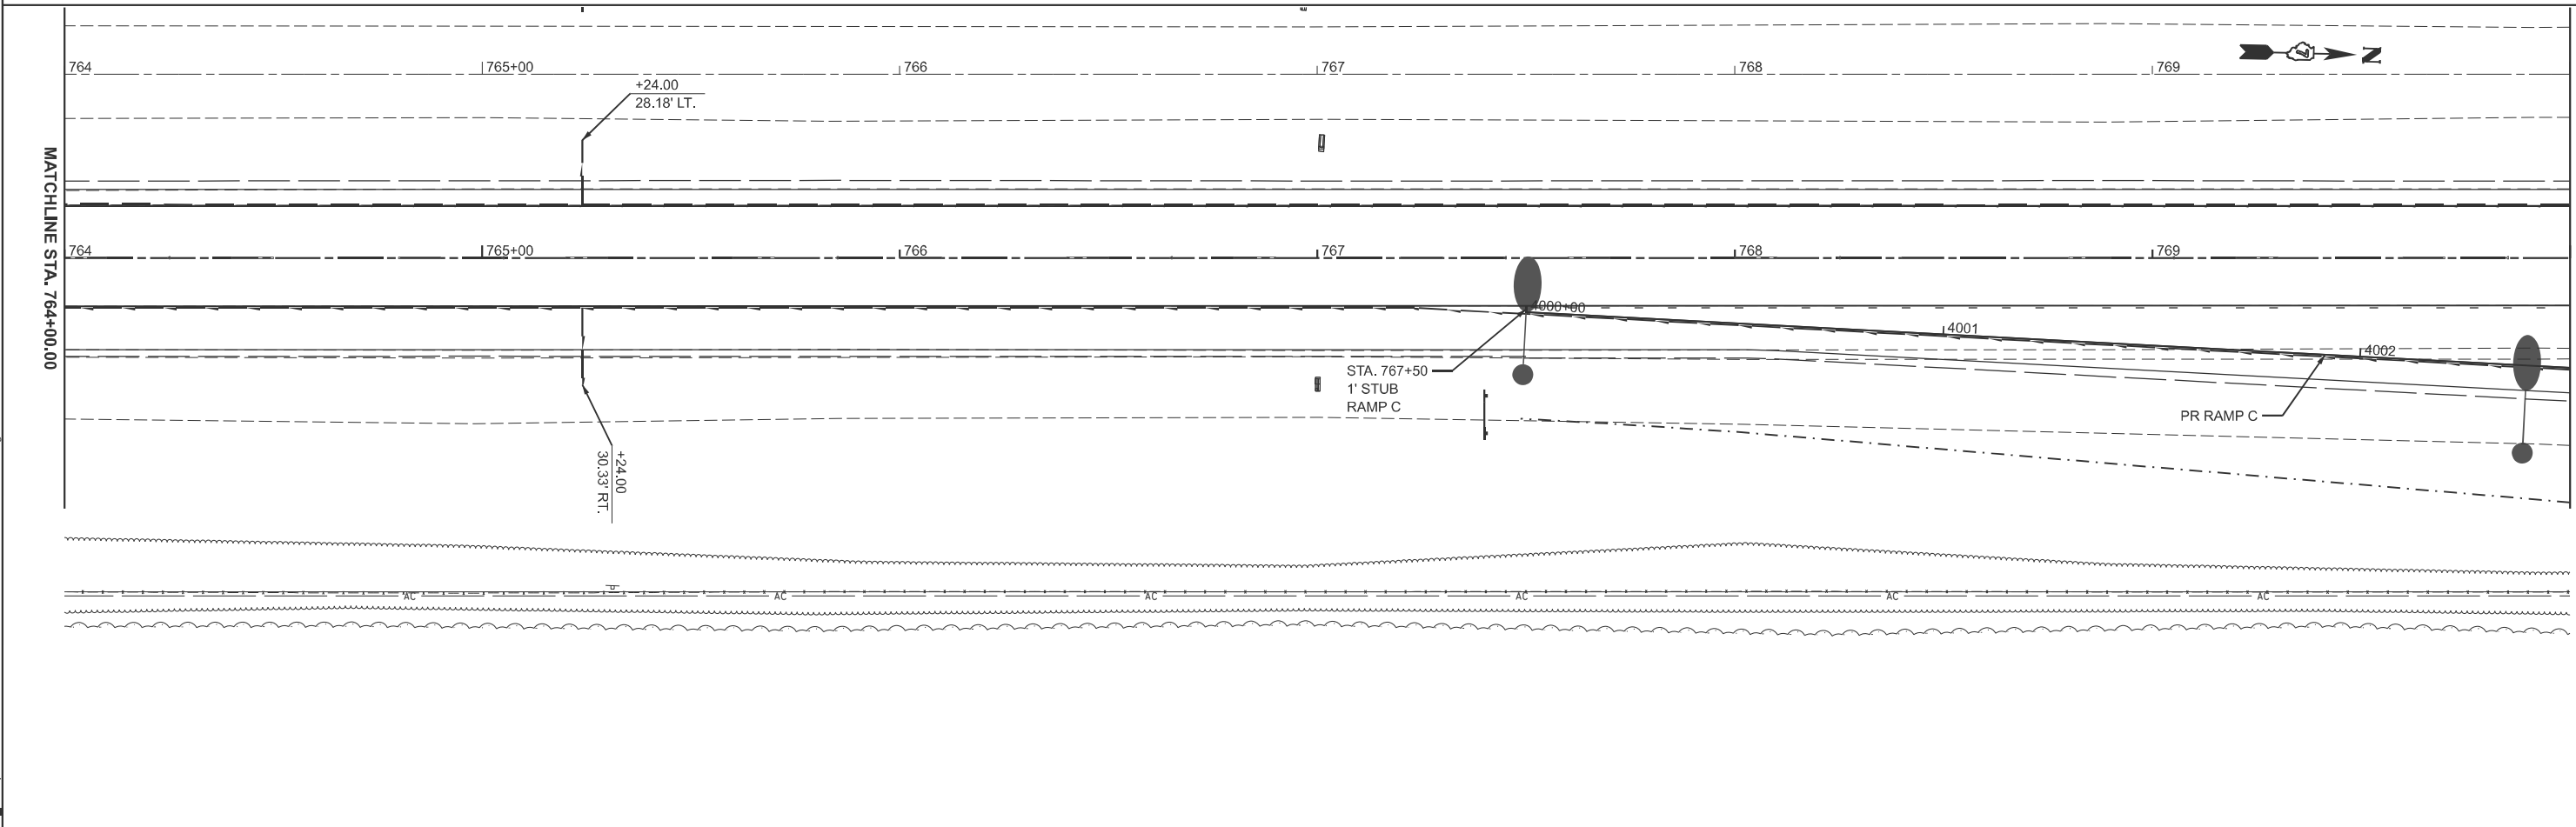 764
765+00
766
767
768
769
N
+24.00
28.18' LT.
MATCHLINE STA. 764+00.00
764
765+00
766
767
768
769
4000+00
4001
4002
STA. 767+50
1' STUB
RAMP C
PR RAMP C
+24.00
30.33' RT.
AC
AC
AC
AC
AC
AC